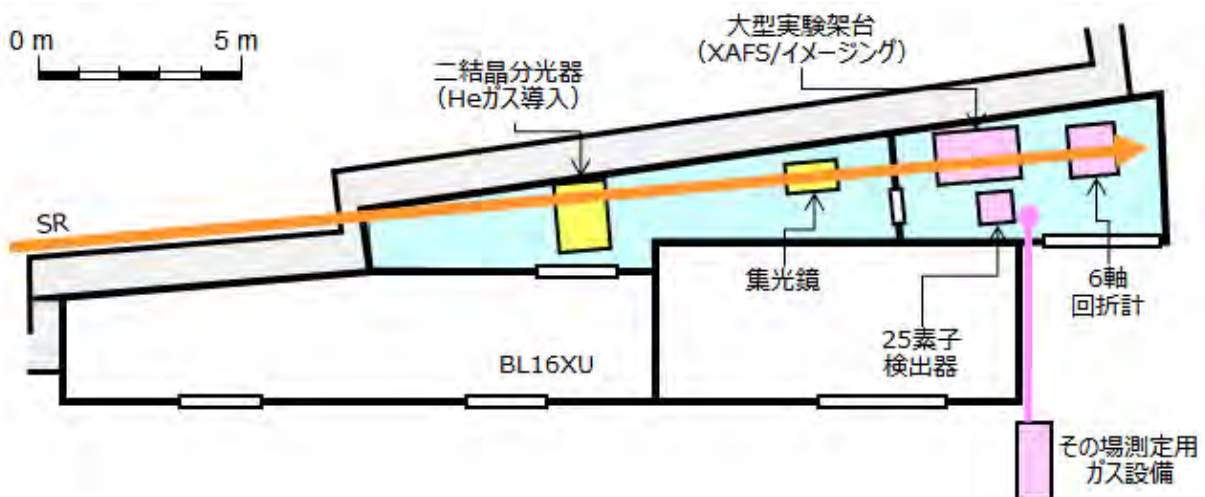 0 m
5 m
大型実験架台
(XAFS/イメージング)
二結晶分光器
(Heガス導入)
SR
集光鏡
6軸
回折計
25素子
検出器
BL16XU
その場測定用
ガス設備